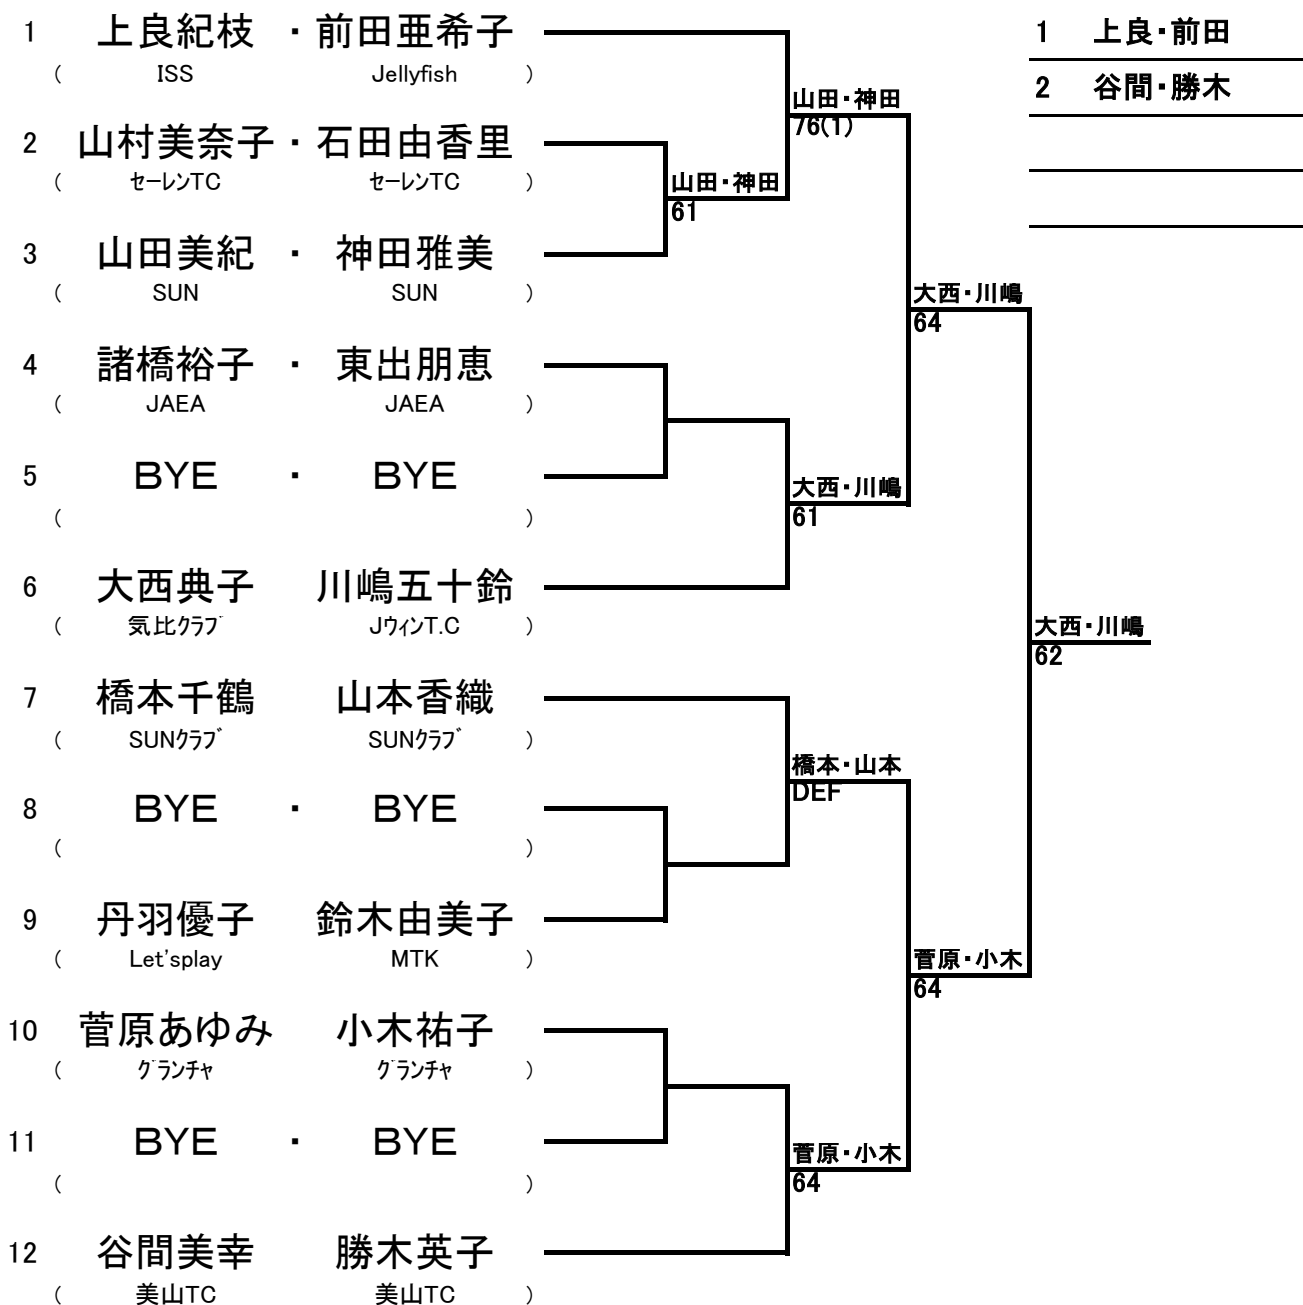 1 上良紀枝 ・ 前田亜希子
( ISS Jellyfish )
2 山村美奈子 ・ 石田由香里
( セーレンTC セーレンTC )
3 山田美紀 ・ 神田雅美
( SUN SUN )
4 諸橋裕子 ・ 東出朋恵
( JAEA JAEA )
5 BYE ・ BYE
( )
6 大西典子 川嶋五十鈴
( 気比クラブ JウィンT.C )
7 橋本千鶴 山本香織
( SUNクラブ SUNクラブ )
8 BYE ・ BYE
( )
9 丹羽優子 鈴木由美子
( Let'splay MTK )
10 菅原あゆみ 小木祐子
( グランチャ グランチャ )
11 BYE ・ BYE
( )
12 谷間美幸 勝木英子
( 美山TC 美山TC )
山田・神田
61
山田・神田
76(1)
大西・川嶋
61
橋本・山本
DEF
菅原・小木
64
大西・川嶋
64
菅原・小木
64
大西・川嶋
62
1 上良・前田
2 谷間・勝木